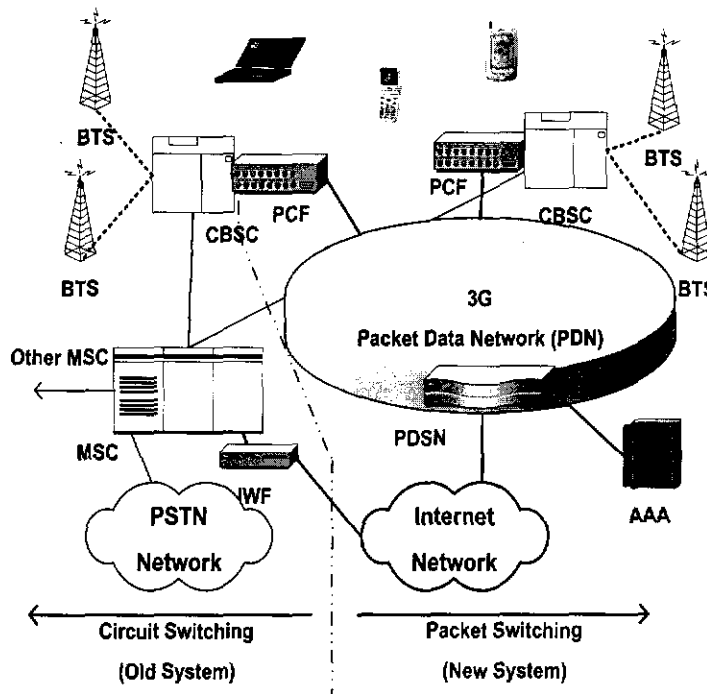 BTS
BTS
CBSC
PCF
PCF
CBSC
BTS
BTS
3G
Packet Data Network (PDN)
Other MSC
MSC
IWF
PDSN
AAA
PSTN
Network
Internet
Network
Circuit Switching
(Old System)
Packet Switching
(New System)